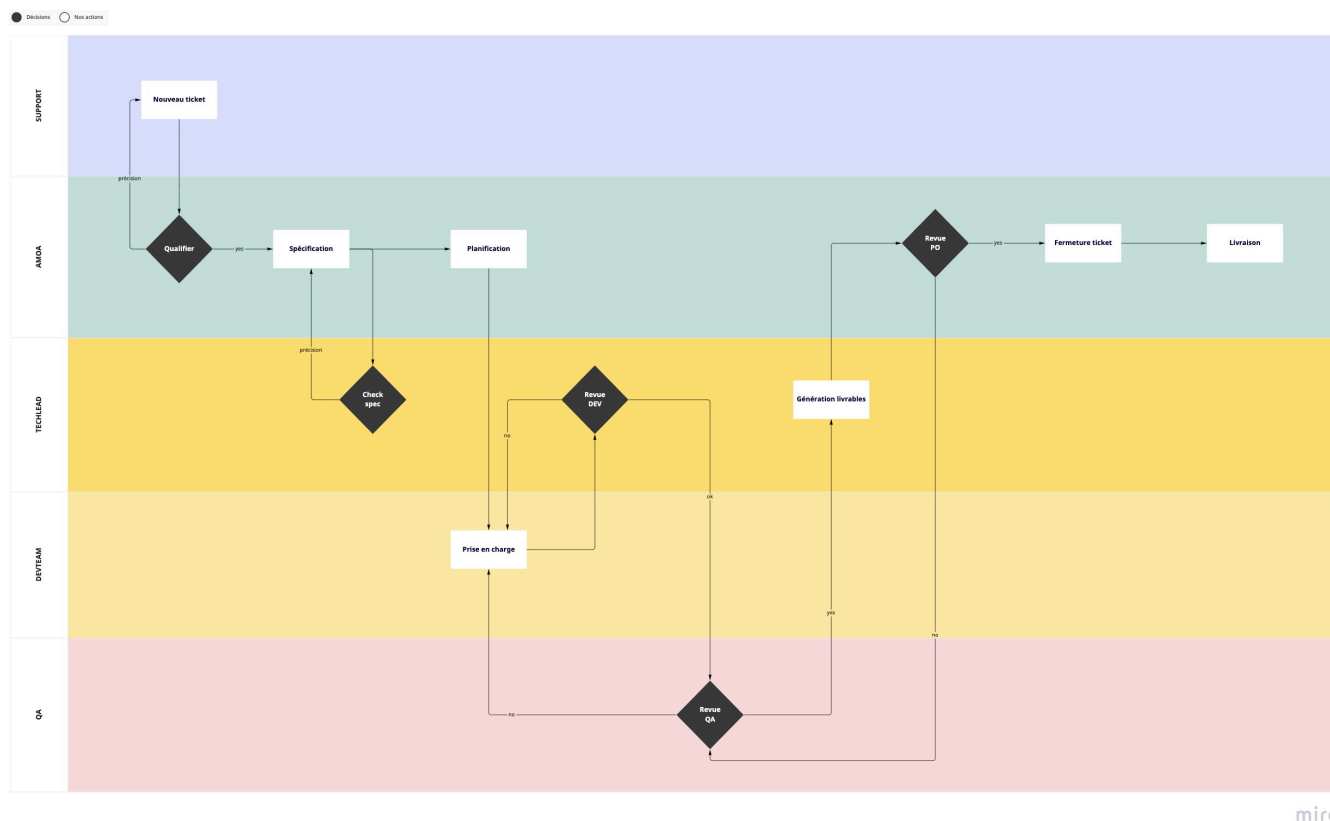 Décisions
Nos actions
SUPPORT
Nouveau ticket
précision
AMOA
Qualifier
yes
Spécification
Planification
Revue
PO
yes
Fermeture ticket
Livraison
précision
TECHLEAD
Check
spec
Revue
DEV
Génération livrables
no
ok
DEVTEAM
Prise en charge
yes
no
QA
no
Revue
QA